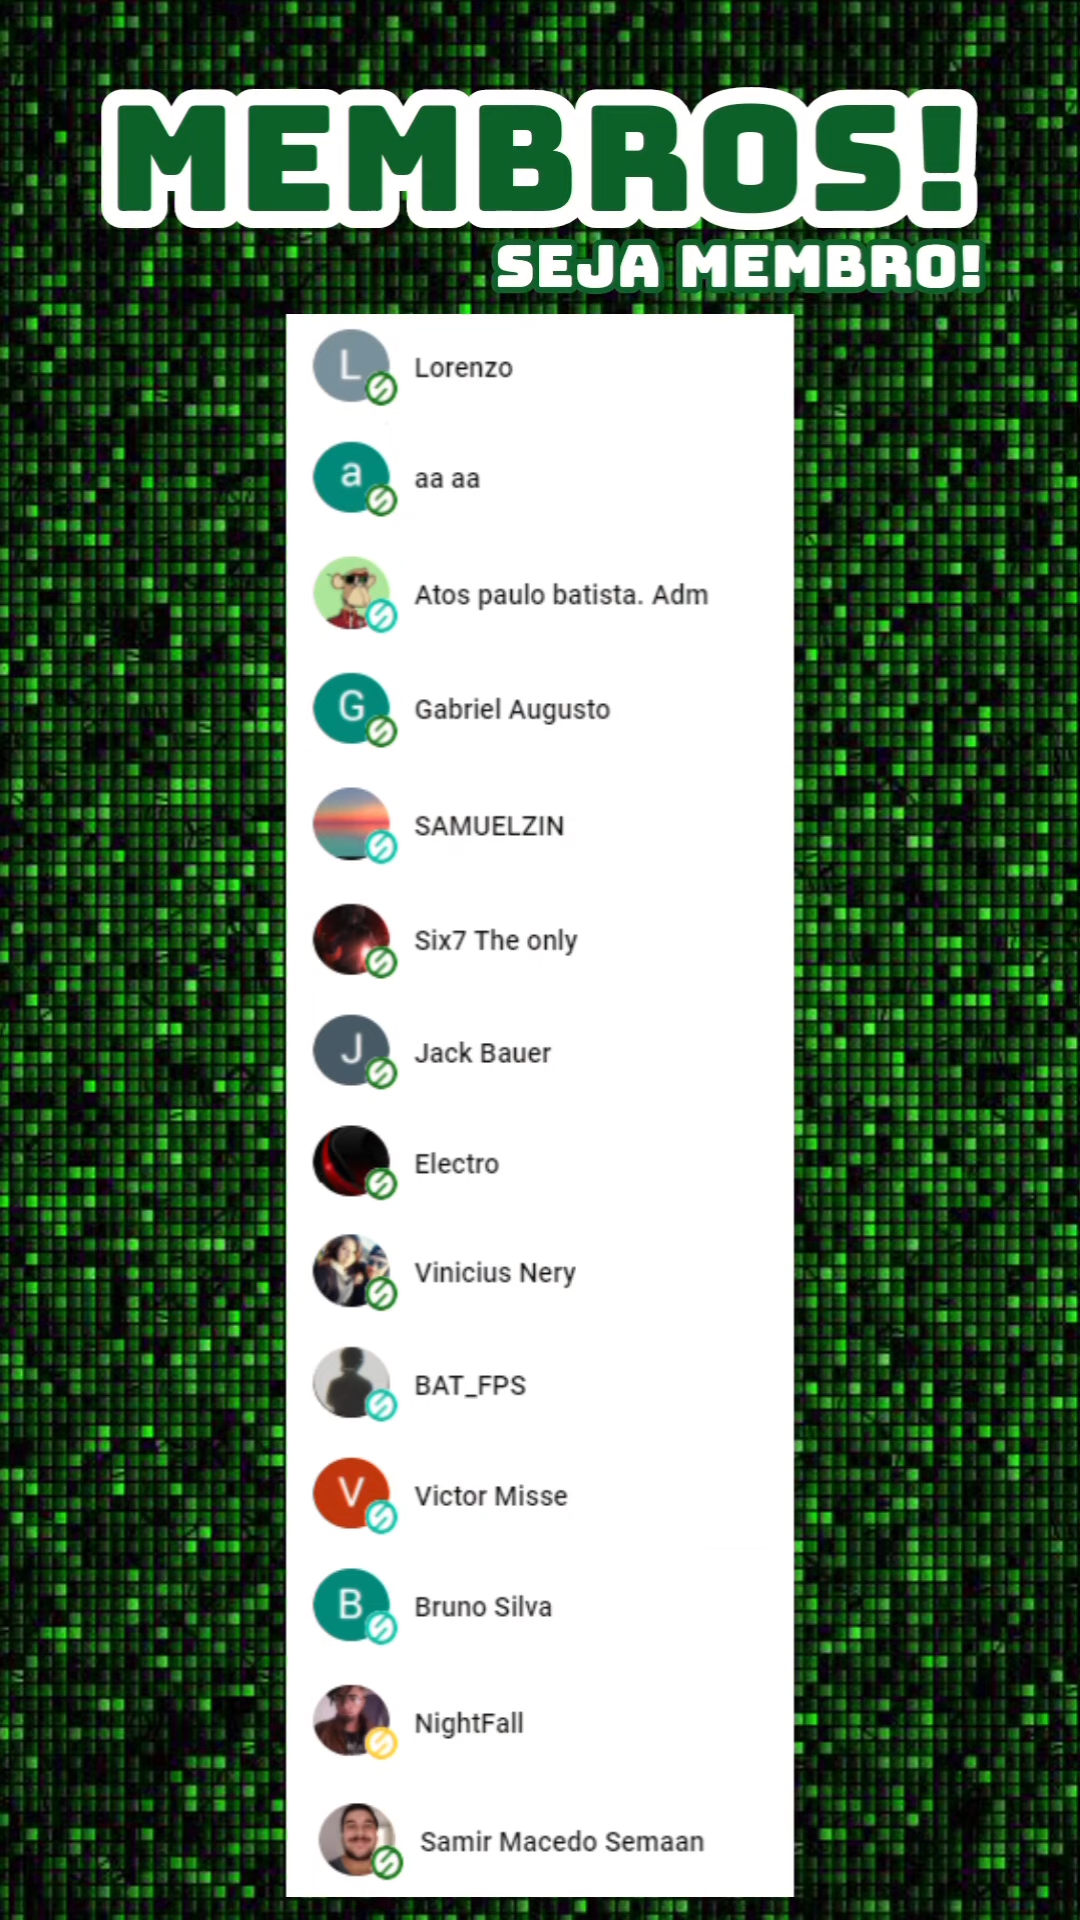 MEMBROS!
SEJA MEMBRO!
L Lorenzo
a aa aa
Atos paulo batista. Adm
G Gabriel Augusto
SAMUELZIN
Six7 The only
J Jack Bauer
Electro
Vinicius Nery
BAT_FPS
V Victor Misse
B Bruno Silva
NightFall
Samir Macedo Semaan